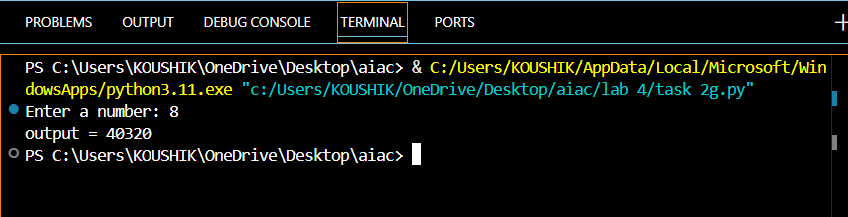 PROBLEMS OUTPUT DEBUG CONSOLE TERMINAL PORTS
PS C:\Users\KOUSHIK\OneDrive\Desktop\aiac> & C:/Users/KOUSHIK/AppData/Local/Microsoft/Win
dowsApps/python3.11.exe "c:/Users/KOUSHIK/OneDrive/Desktop/aiac/lab 4/task 2g.py"
Enter a number: 8
output = 40320
PS C:\Users\KOUSHIK\OneDrive\Desktop\aiac>